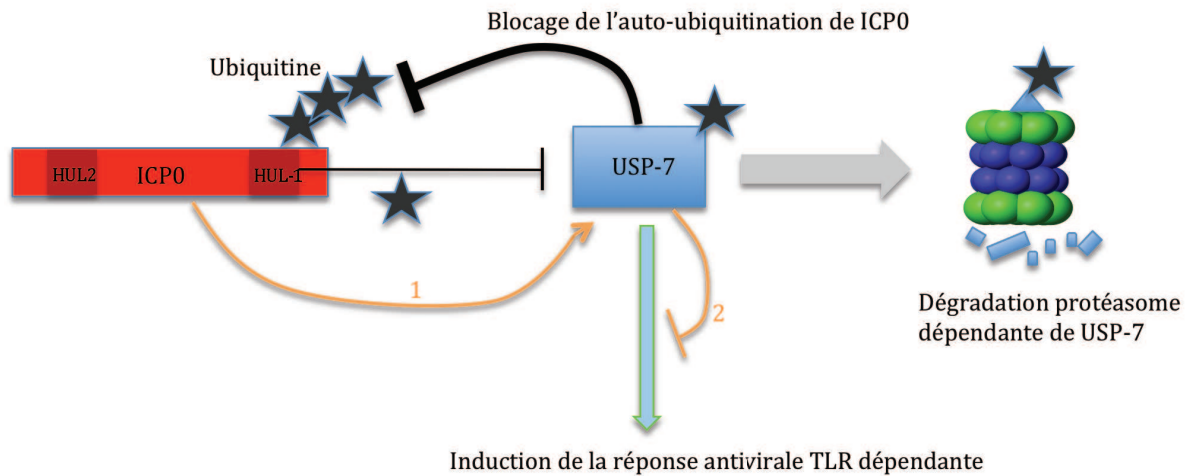 Blocage de l'auto-ubiquitination de ICP0
Ubiquitine
HUL2
ICP0
HUL-1
USP-7
1
2
Dégradation protéasome
dépendante de USP-7
Induction de la réponse antivirale TLR dépendante